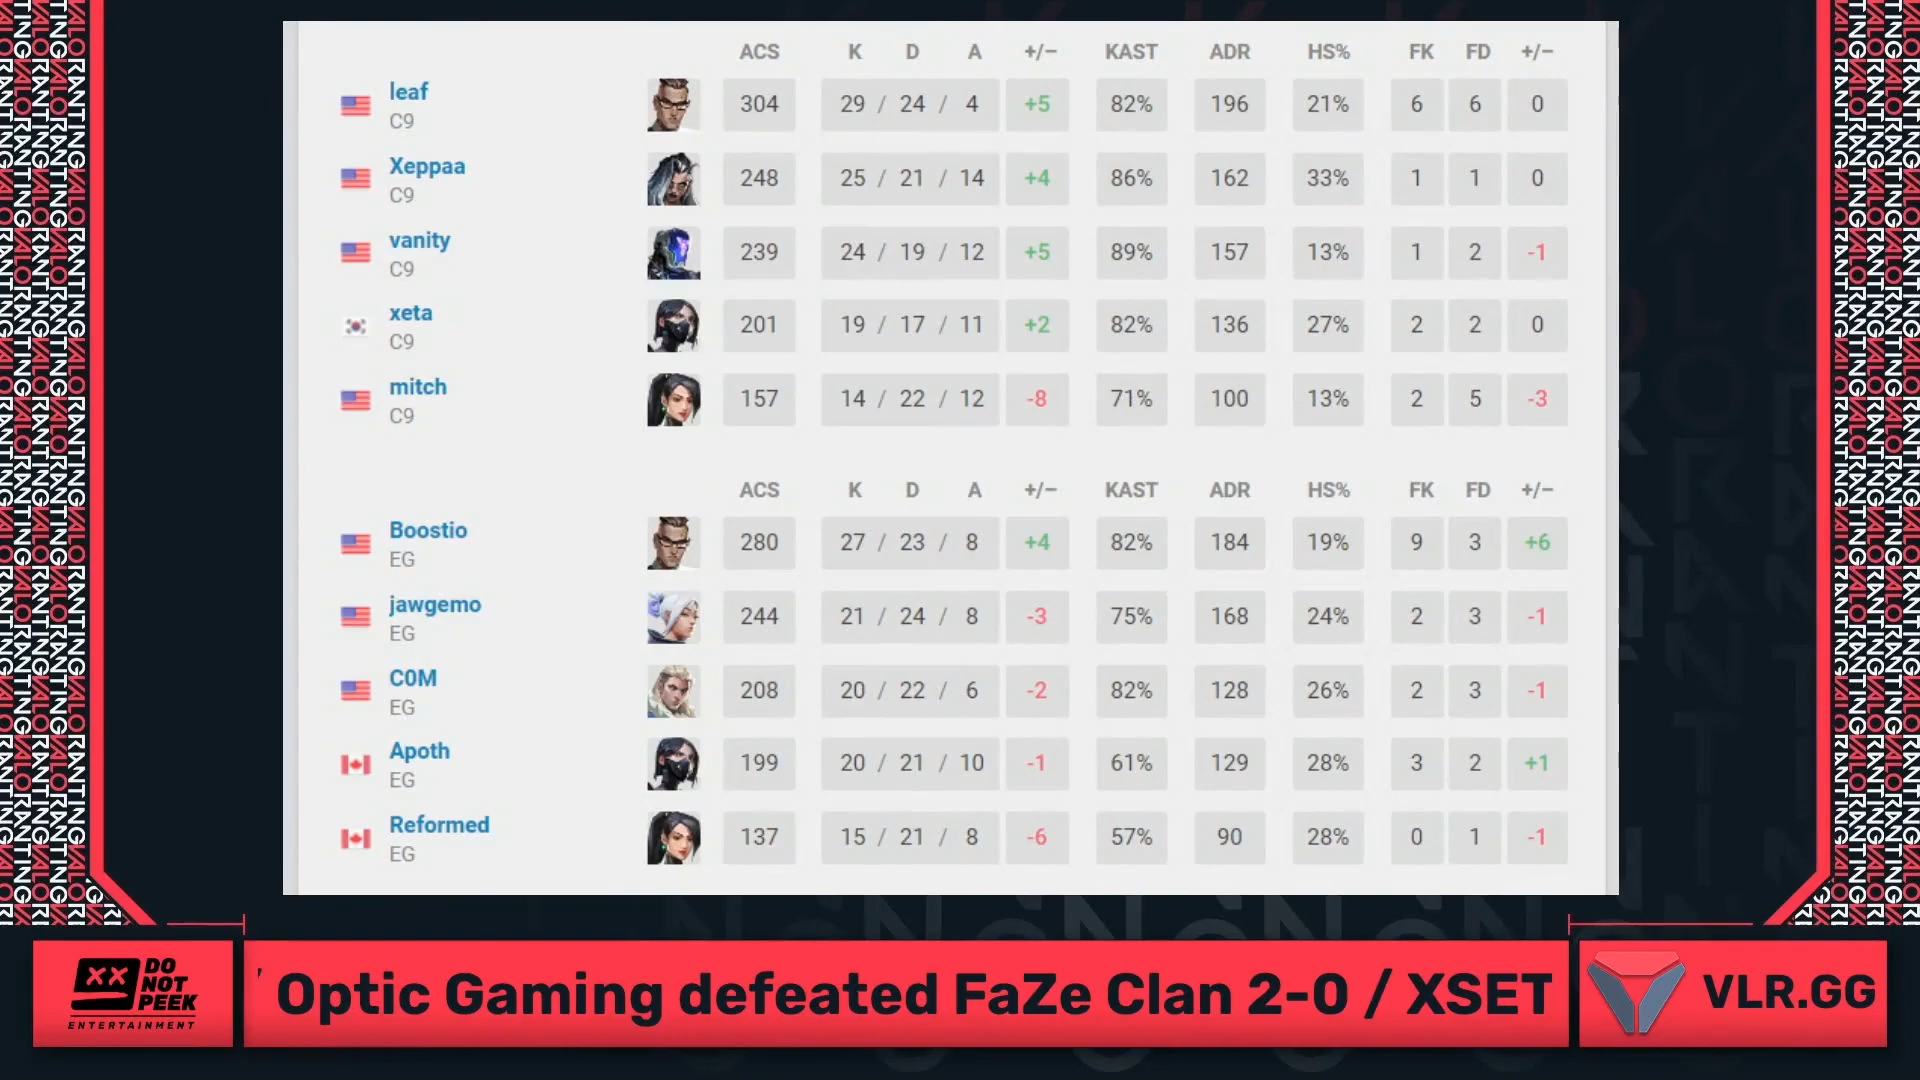 ACS K D A +/− KAST ADR HS% FK FD +/−
leaf 304 29 / 24 / 4 +5 82% 196 21% 6 6 0
C9
Xeppaa 248 25 / 21 / 14 +4 86% 162 33% 1 1 0
C9
vanity 239 24 / 19 / 12 +5 89% 157 13% 1 2 -1
C9
xeta 201 19 / 17 / 11 +2 82% 136 27% 2 2 0
C9
mitch 157 14 / 22 / 12 -8 71% 100 13% 2 5 -3
C9
ACS K D A +/− KAST ADR HS% FK FD +/−
Boostio 280 27 / 23 / 8 +4 82% 184 19% 9 3 +6
EG
jawgemo 244 21 / 24 / 8 -3 75% 168 24% 2 3 -1
EG
C0M 208 20 / 22 / 6 -2 82% 128 26% 2 3 -1
EG
Apoth 199 20 / 21 / 10 -1 61% 129 28% 3 2 +1
EG
Reformed 137 15 / 21 / 8 -6 57% 90 28% 0 1 -1
EG
DO
NOT
PEEK
ENTERTAINMENT
Optic Gaming defeated FaZe Clan 2-0 / XSET
VLR.GG
VALORANTING